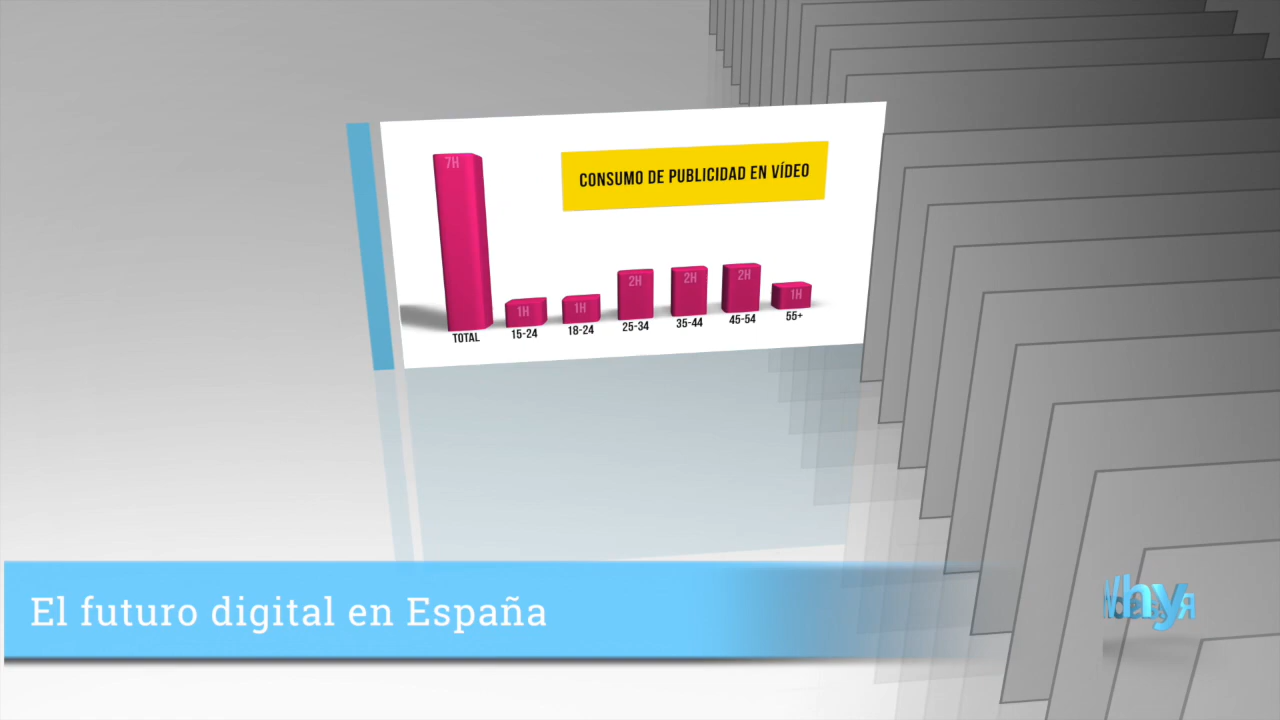 7H
CONSUMO DE PUBLICIDAD EN VÍDEO
1H 1H 2H 2H 2H 1H
TOTAL 15-24 18-24 25-34 35-44 45-54 55+
El futuro digital en España
hy